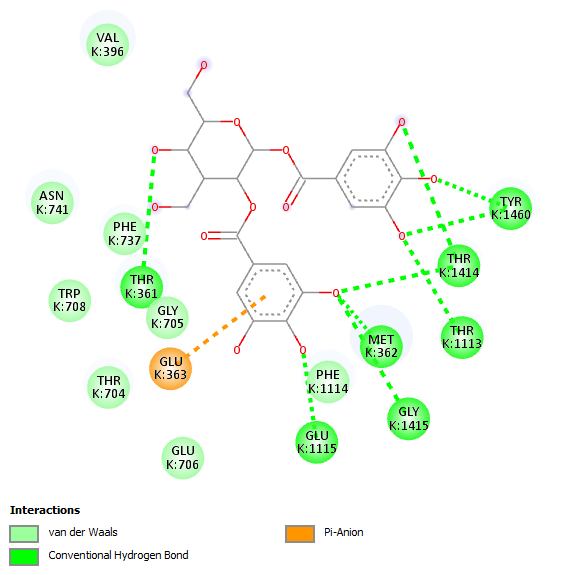 VAL
K:396
O
O
O
O
O
O
O
O
O
TYR
K:1460
ASN
K:741
O
O
O
PHE
K:737
O
THR
K:1414
THR
K:361
TRP
K:708
GLY
K:705
O
THR
K:1113
MET
K:362
O
O
GLU
K:363
PHE
K:1114
THR
K:704
GLY
K:1415
GLU
K:1115
GLU
K:706
Interactions
van der Waals
Pi-Anion
Conventional Hydrogen Bond